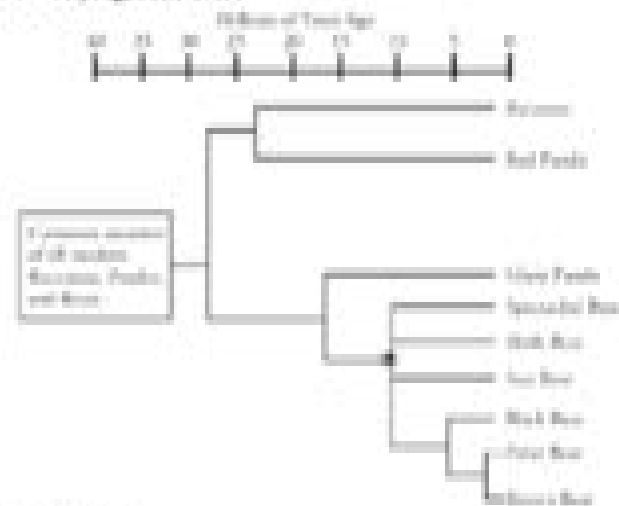 Millions of Years Ago
40 35 30 25 20 15 10 5 0
Raccoon
Red Panda
Common ancestor
of all modern
Raccoons, Pandas,
and Bears
Giant Panda
Spectacled Bear
Sloth Bear
Sun Bear
Black Bear
Polar Bear
Brown Bear